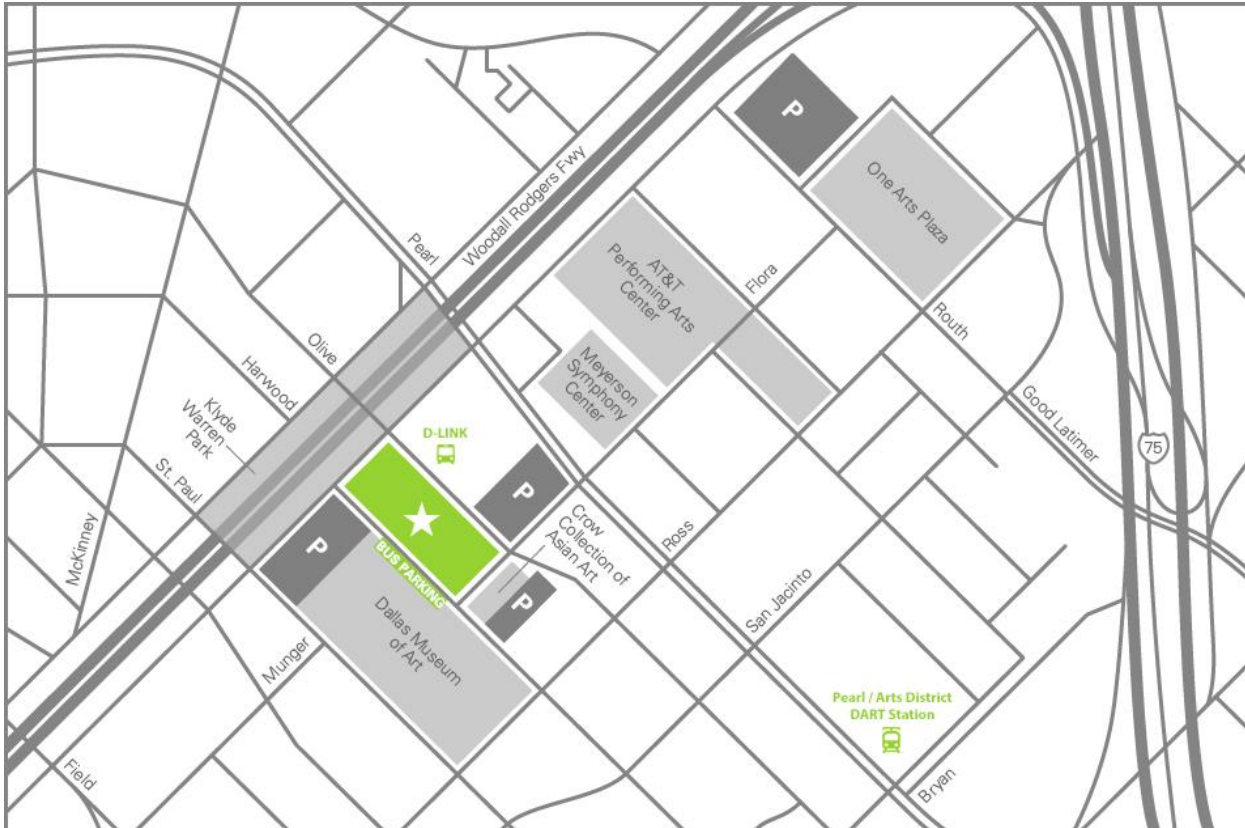 P
One Arts Plaza
Woodall Rodgers Fwy
Pearl
AT&T
Performing Arts
Center
Flora
Routh
Olive
Harwood
Meyerson
Symphony
Center
Klyde
Warren
Park
Good Latimer
75
D-LINK
St. Paul
P
McKinney
P
BUS PARKING
Crow
Collection of
Asian Art
P
Ross
Dallas Museum
of Art
San Jacinto
Munger
Pearl / Arts District
DART Station
Field
Bryan